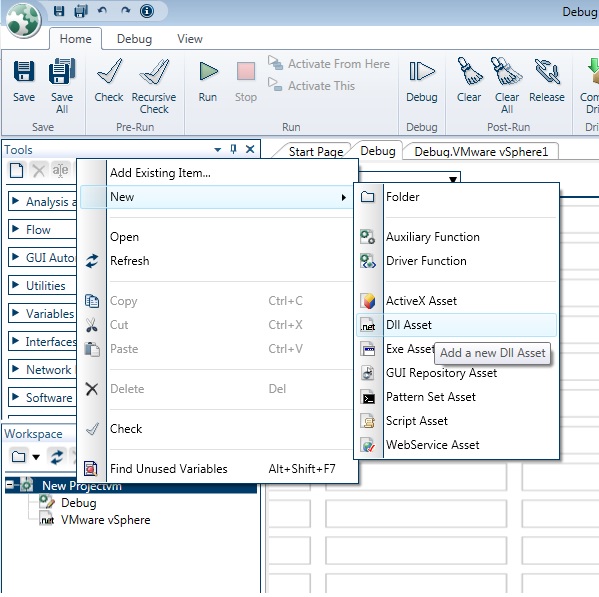 Debug
Home Debug View
Save Save All Check Recursive Check Run Stop Activate From Here Activate This Debug Clear Clear All Release
Save Pre-Run Run Debug Post-Run
Tools
Start Page Debug Debug.VMware vSphere1
Analysis
Flow
GUI
Utilities
Variables
Interfaces
Network
Software
Workspace
New Projectvm
Debug
.net VMware vSphere
Add Existing Item...
New
Open
Refresh
Copy Ctrl+C
Cut Ctrl+X
Paste Ctrl+V
Delete Del
Check
Find Unused Variables Alt+Shift+F7
Folder
Auxiliary Function
Driver Function
ActiveX Asset
.net Dll Asset
Exe Asset
Add a new Dll Asset
GUI Repository Asset
Pattern Set Asset
Script Asset
WebService Asset